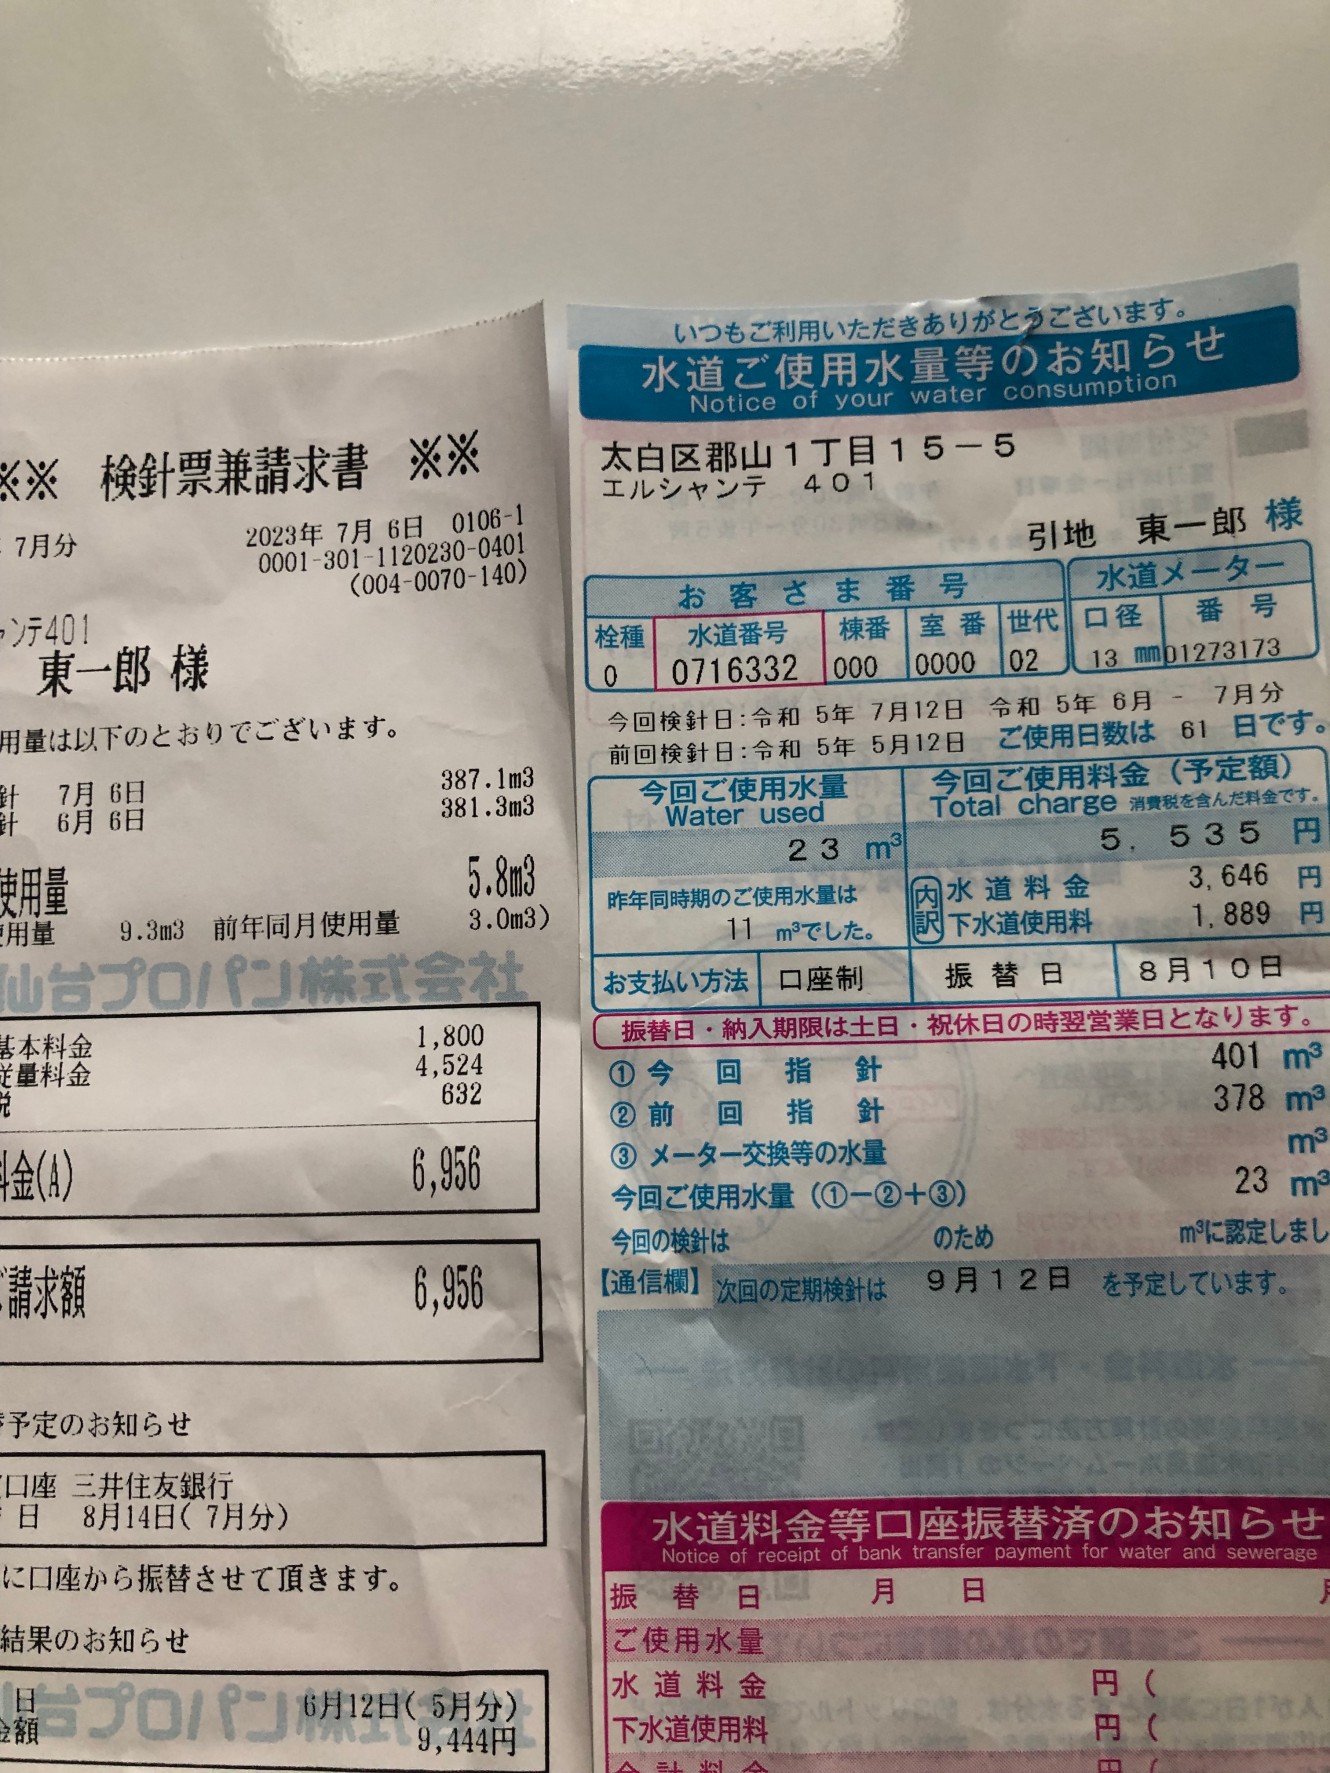 ※※ 検針票兼請求書 ※※
7月分
2023年 7月 6日 0106-1
0001-301-1120230-0401
(004-0070-140)
ンテ401
東一郎 様
用量は以下のとおりでございます。
針 7月 6日 387.1m3
針 6月 6日 381.3m3
使用量 5.8m3
用量 9.3m3 前年同月使用量 3.0m3)
基本料金 1,800
従量料金 4,524
税 632
料金(A) 6,956
請求額 6,956
予定のお知らせ
口座 三井住友銀行
日 8月14日( 7月分)
に口座から振替させて頂きます。
結果のお知らせ
日 6月12日( 5月分)
金額 9,444円
いつもご利用いただきありがとうございます。
水道ご使用水量等のお知らせ
Notice of your water consumption
太白区郡山1丁目15-5
エルシャンテ 401
引地 東一郎 様
お客さま番号 水道メーター
栓種 水道番号 棟番 室番 世代 口径 番号
0 0716332 000 0000 02 13 mm 01273173
今回検針日:令和 5年 7月12日 令和 5年 6月 - 7月分
前回検針日:令和 5年 5月12日 ご使用日数は 61 日です。
今回ご使用水量 今回ご使用料金(予定額)
Water used Total charge 消費税を含んだ料金です。
23 m³ 5,535 円
昨年同時期のご使用水量は 内訳 水道料金 3,646 円
11 m³でした。 下水道使用料 1,889 円
お支払い方法 口座制 振替日 8月10日
振替日・納入期限は土日・祝休日の時翌営業日となります。
①今回指針 401 m³
②前回指針 378 m³
③メーター交換等の水量 m³
今回ご使用水量(①-②+③) 23 m³
今回の検針は のため m³に認定しまし
【通信欄】 次回の定期検針は 9月12日 を予定しています。
水道料金等口座振替済のお知らせ
Notice of receipt of bank transfer payment for water and sewerage
振替日 月 日
ご使用水量
水道料金 円(
下水道使用料 円(
合計料金 円(